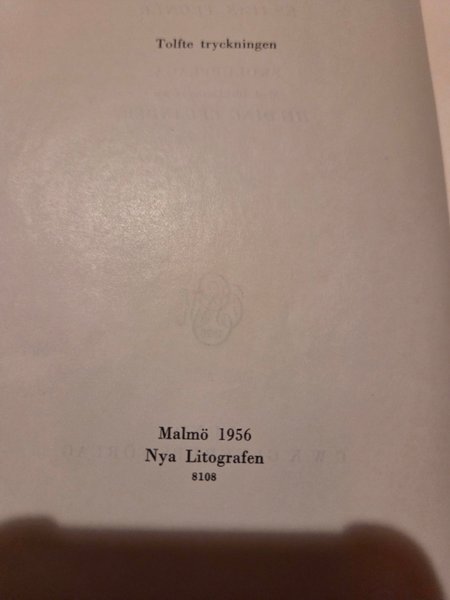 Tolfte tryckningen
Malmö 1956
Nya Litografen
8108